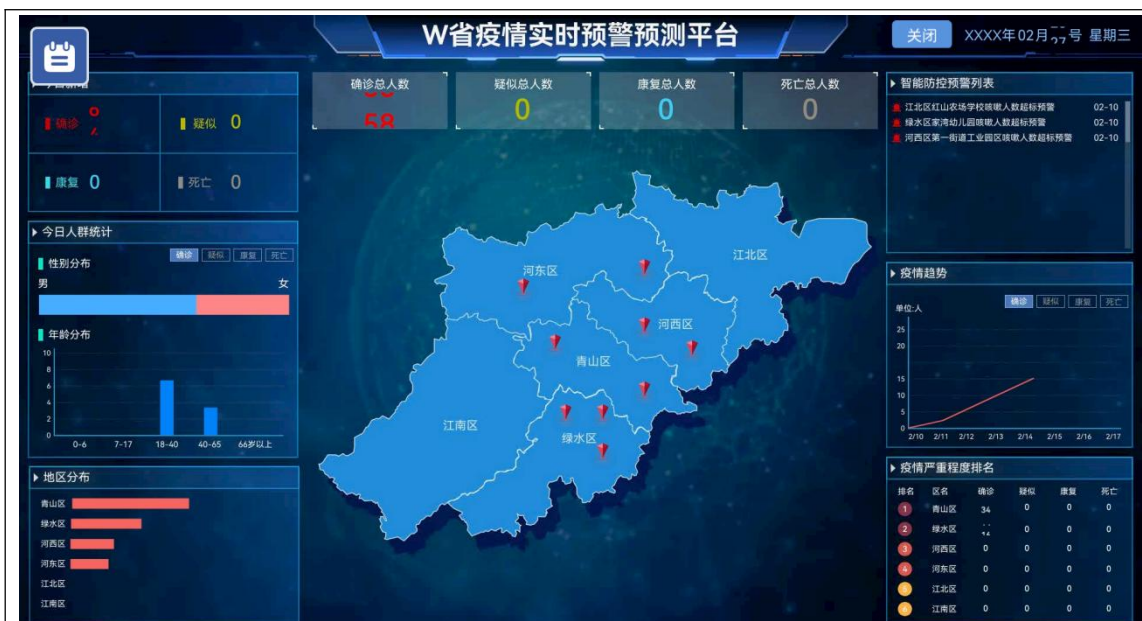 W省疫情实时预警预测平台
关闭
XXXX年02月 号 星期三
确诊
疑似 0
康复 0
死亡 0
确诊总人数
58
疑似总人数
0
康复总人数
0
死亡总人数
0
今日人群统计
性别分布
确诊 疑似 康复 死亡
男 女
年龄分布
10
8
6
4
2
0
0-6 7-17 18-40 40-65 66岁以上
地区分布
青山区
绿水区
河西区
河东区
江北区
江南区
河东区
江北区
河西区
青山区
江南区
绿水区
智能防控预警列表
江北区红山农场学校咳嗽人数超标预警 02-10
绿水区家湾幼儿园咳嗽人数超标预警 02-10
河西区第一街道工业园区咳嗽人数超标预警 02-10
疫情趋势
单位:人
确诊 疑似 康复 死亡
25
20
15
10
5
0
2/10 2/11 2/12 2/13 2/14 2/15 2/16 2/17
疫情严重程度排名
排名 区名 确诊 疑似 康复 死亡
1 青山区 34 0 0 0
2 绿水区 0 0 0
3 河西区 0 0 0 0
4 河东区 0 0 0 0
5 江北区 0 0 0 0
6 江南区 0 0 0 0